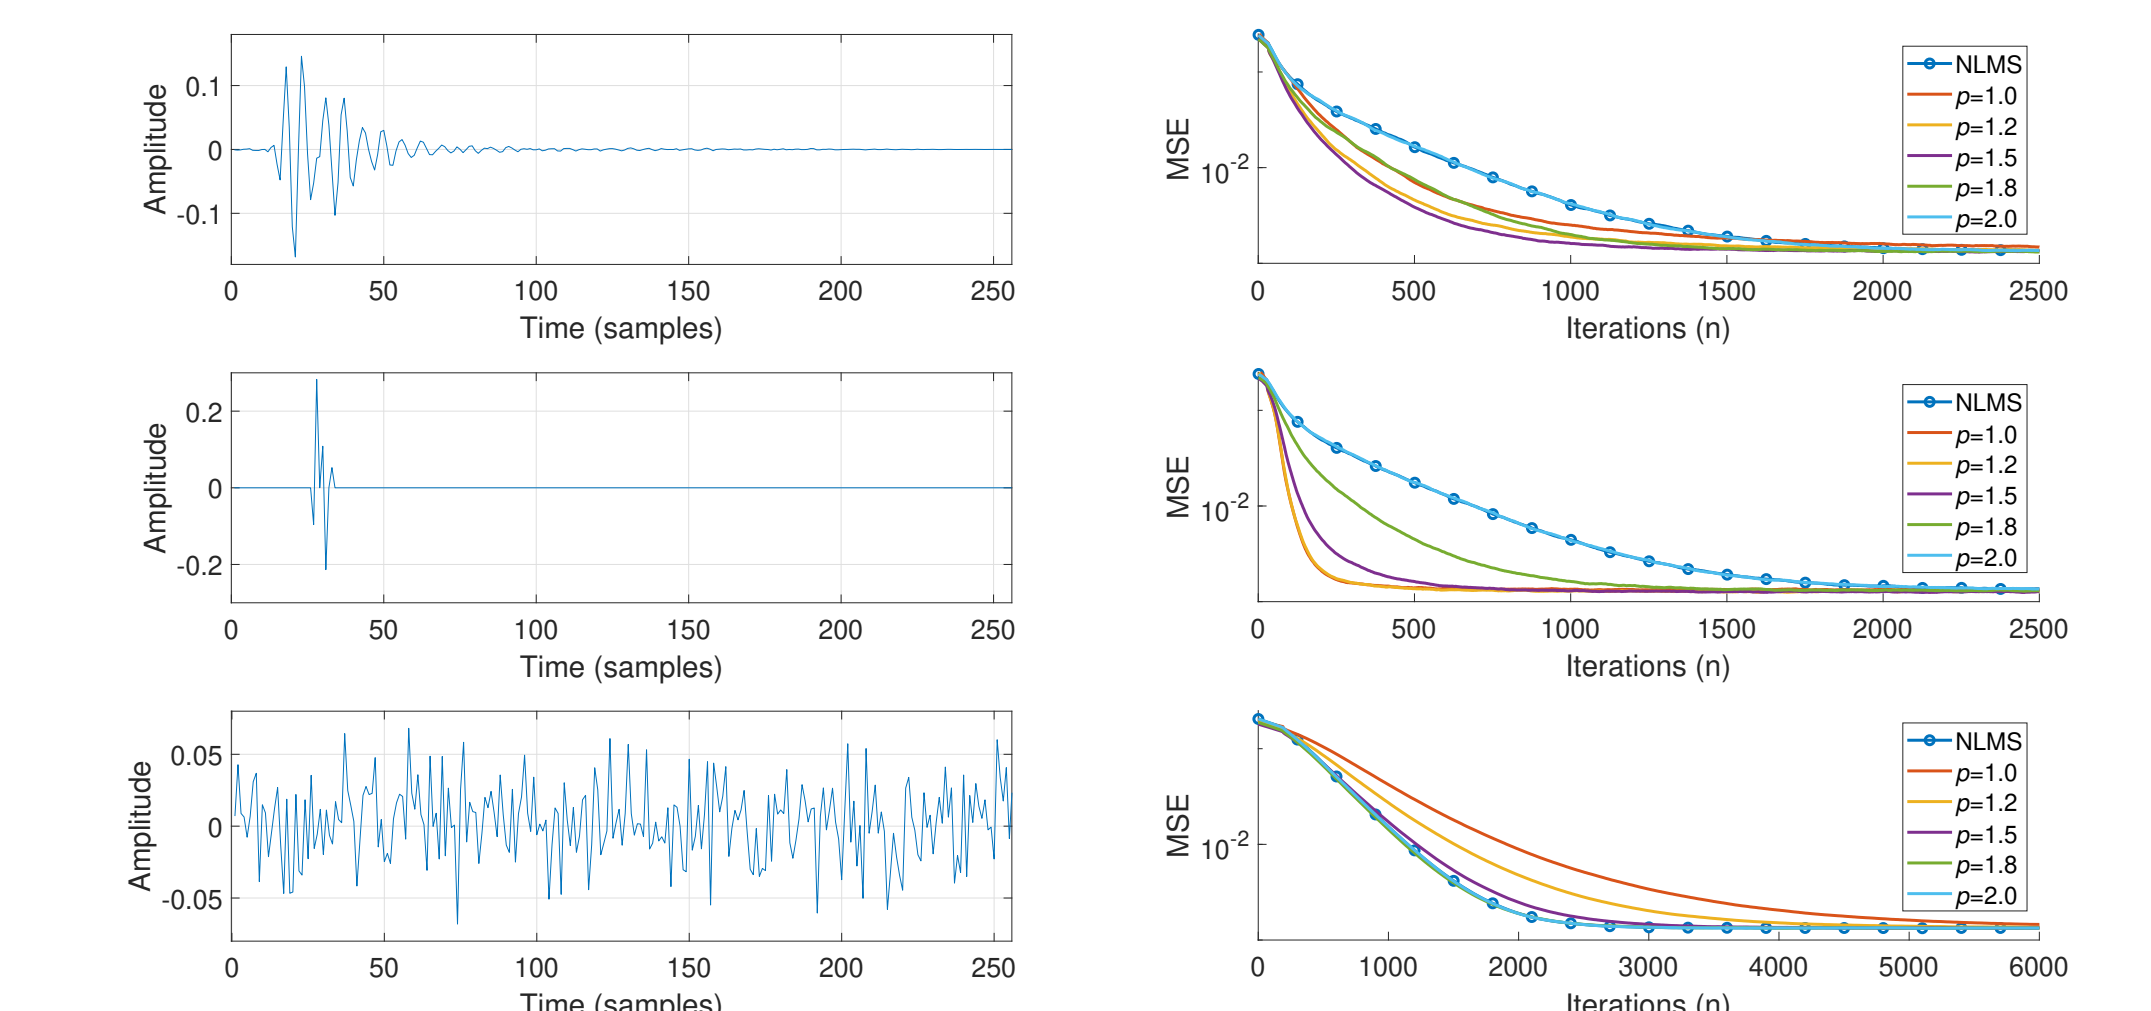 Amplitude
0.1
0
-0.1
0 50 100 150 200 250
Time (samples)
MSE
10-2
NLMS
p=1.0
p=1.2
p=1.5
p=1.8
p=2.0
0 500 1000 1500 2000 2500
Iterations (n)
Amplitude
0.2
0
-0.2
0 50 100 150 200 250
Time (samples)
MSE
10-2
NLMS
p=1.0
p=1.2
p=1.5
p=1.8
p=2.0
0 500 1000 1500 2000 2500
Iterations (n)
Amplitude
0.05
0
-0.05
0 50 100 150 200 250
Time (samples)
MSE
10-2
NLMS
p=1.0
p=1.2
p=1.5
p=1.8
p=2.0
0 1000 2000 3000 4000 5000 6000
Iterations (n)